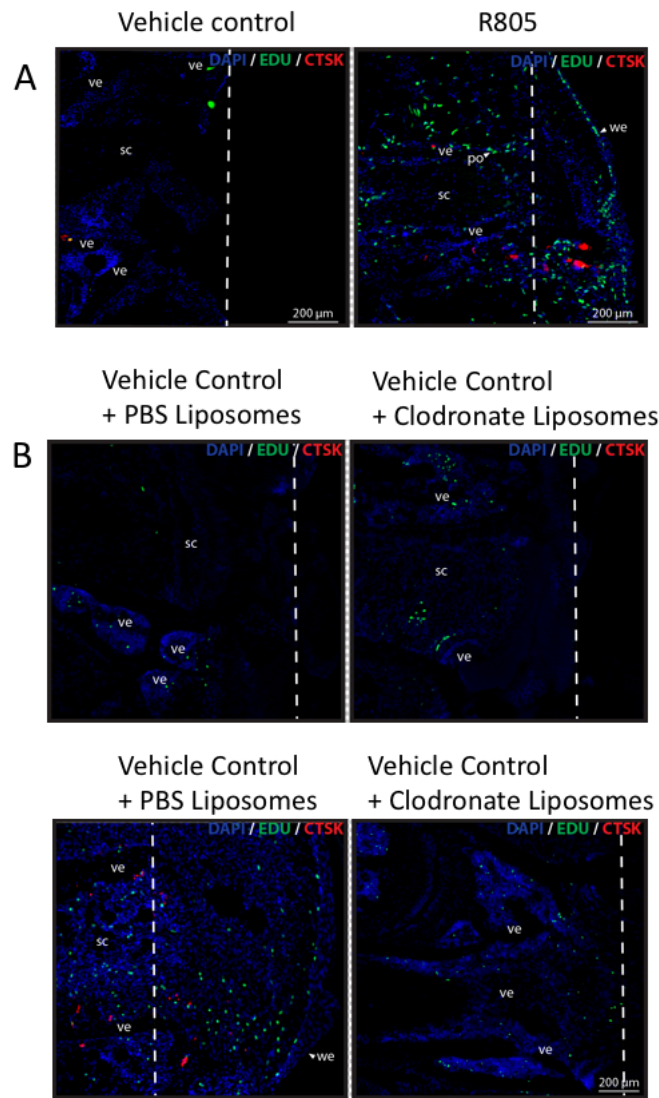 Vehicle control
R805
A
DAPI / EDU / CTSK
ve
ve
sc
ve
ve
200 µm
DAPI / EDU / CTSK
we
ve
po
sc
ve
200 µm
Vehicle Control
+ PBS Liposomes
Vehicle Control
+ Clodronate Liposomes
B
DAPI / EDU / CTSK
sc
ve
ve
ve
DAPI / EDU / CTSK
ve
sc
ve
Vehicle Control
+ PBS Liposomes
Vehicle Control
+ Clodronate Liposomes
DAPI / EDU / CTSK
ve
sc
ve
we
DAPI / EDU / CTSK
ve
ve
ve
200 µm